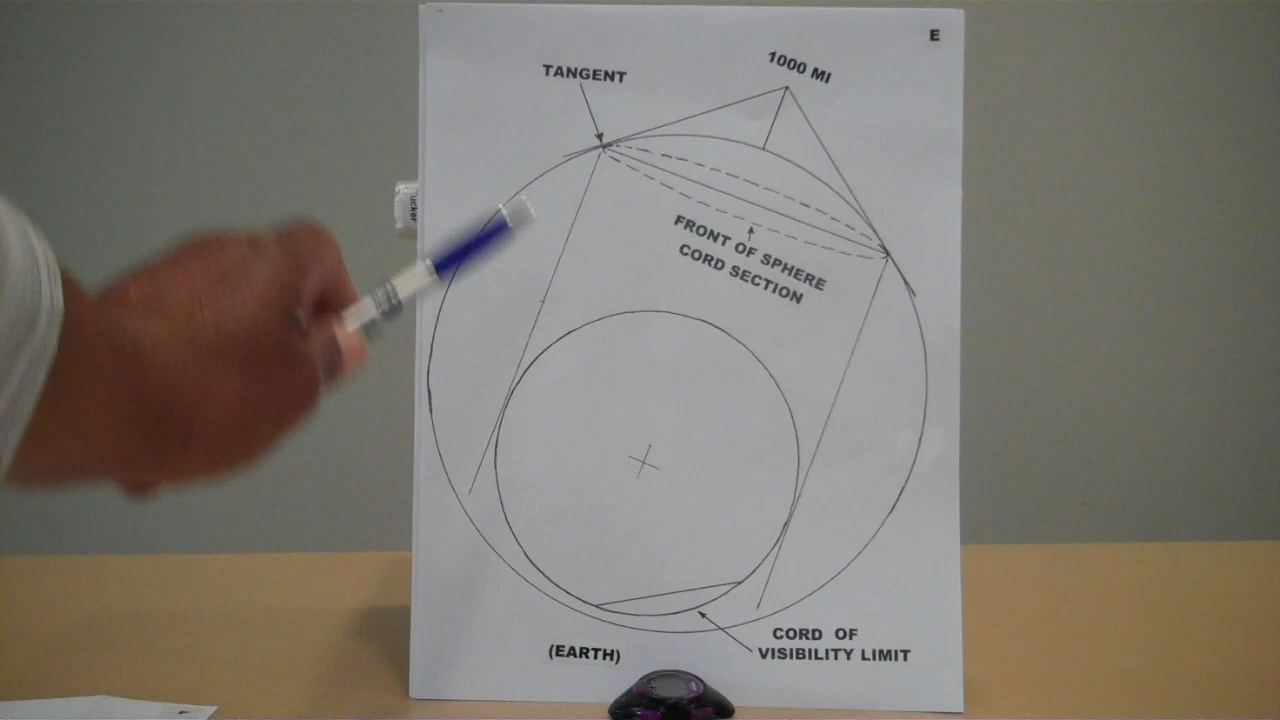 E
1000 MI
TANGENT
FRONT OF SPHERE
CORD SECTION
CORD OF
VISIBILITY LIMIT
(EARTH)